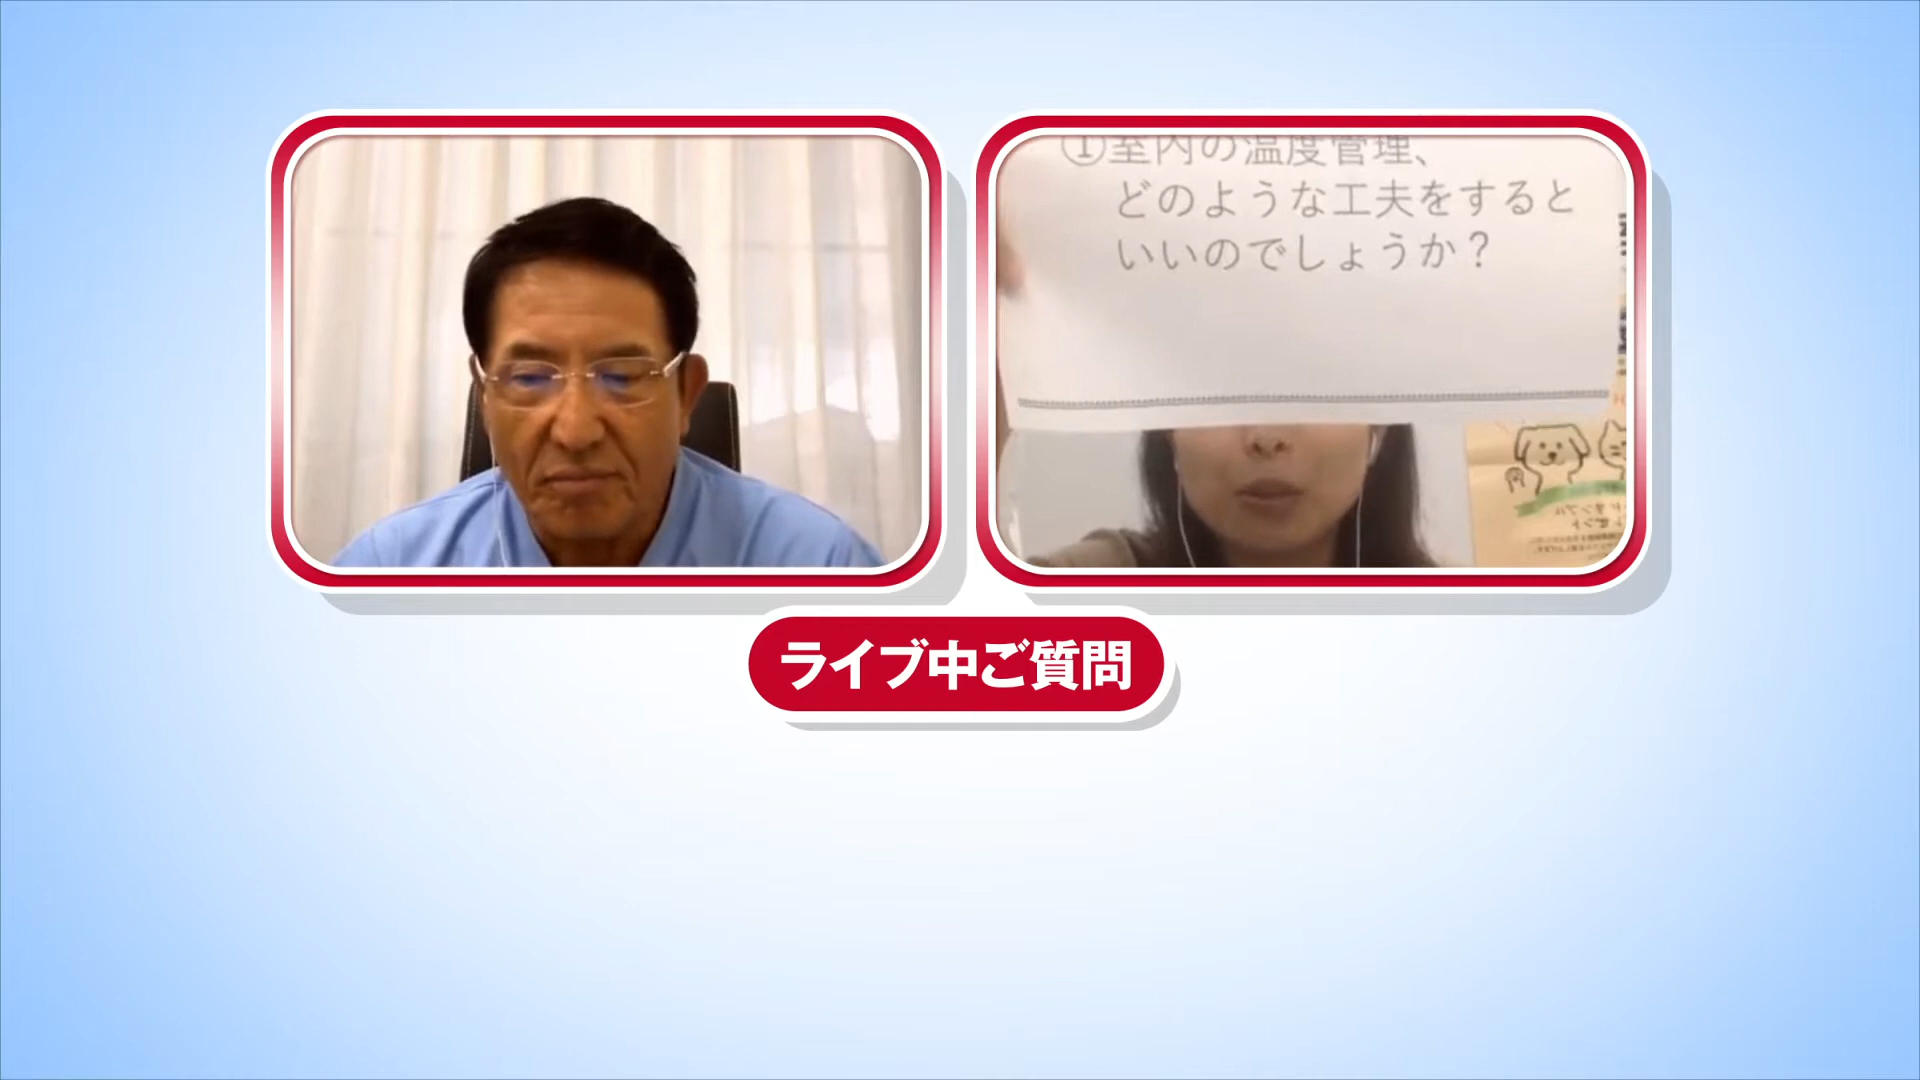 ①室内の温度管理、
どのような工夫をすると
いいのでしょうか？
ライブ中ご質問